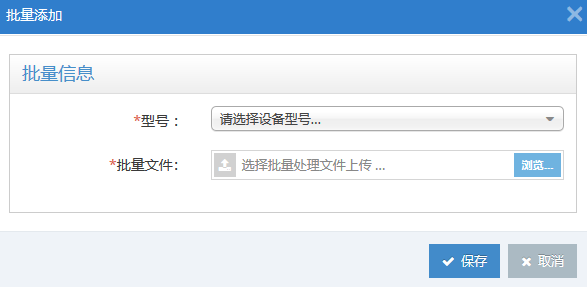 批量添加
批量信息
*型号：
请选择设备型号...
*批量文件:
选择批量处理文件上传 ...
浏览...
保存
取消